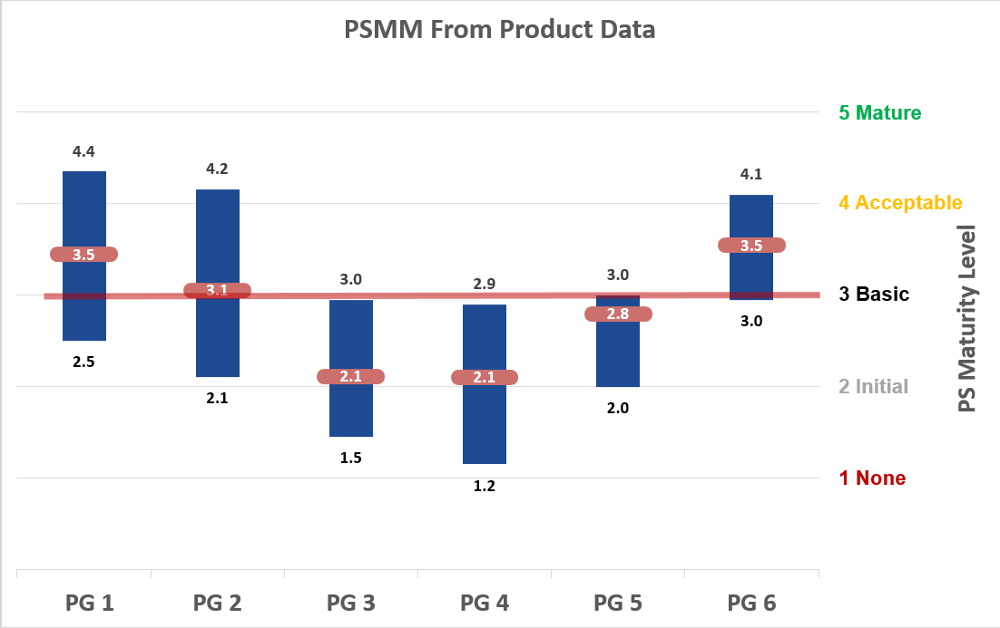 PSMM From Product Data
5 Mature
4.4
4.2
4.1
4 Acceptable
3.5
3.5
3.1
3.0
2.9
3.0
3 Basic
2.8
3.0
2.5
2.1
2.1
2.1
2 Initial
2.0
1.5
1.2
1 None
PS Maturity Level
PG 1
PG 2
PG 3
PG 4
PG 5
PG 6